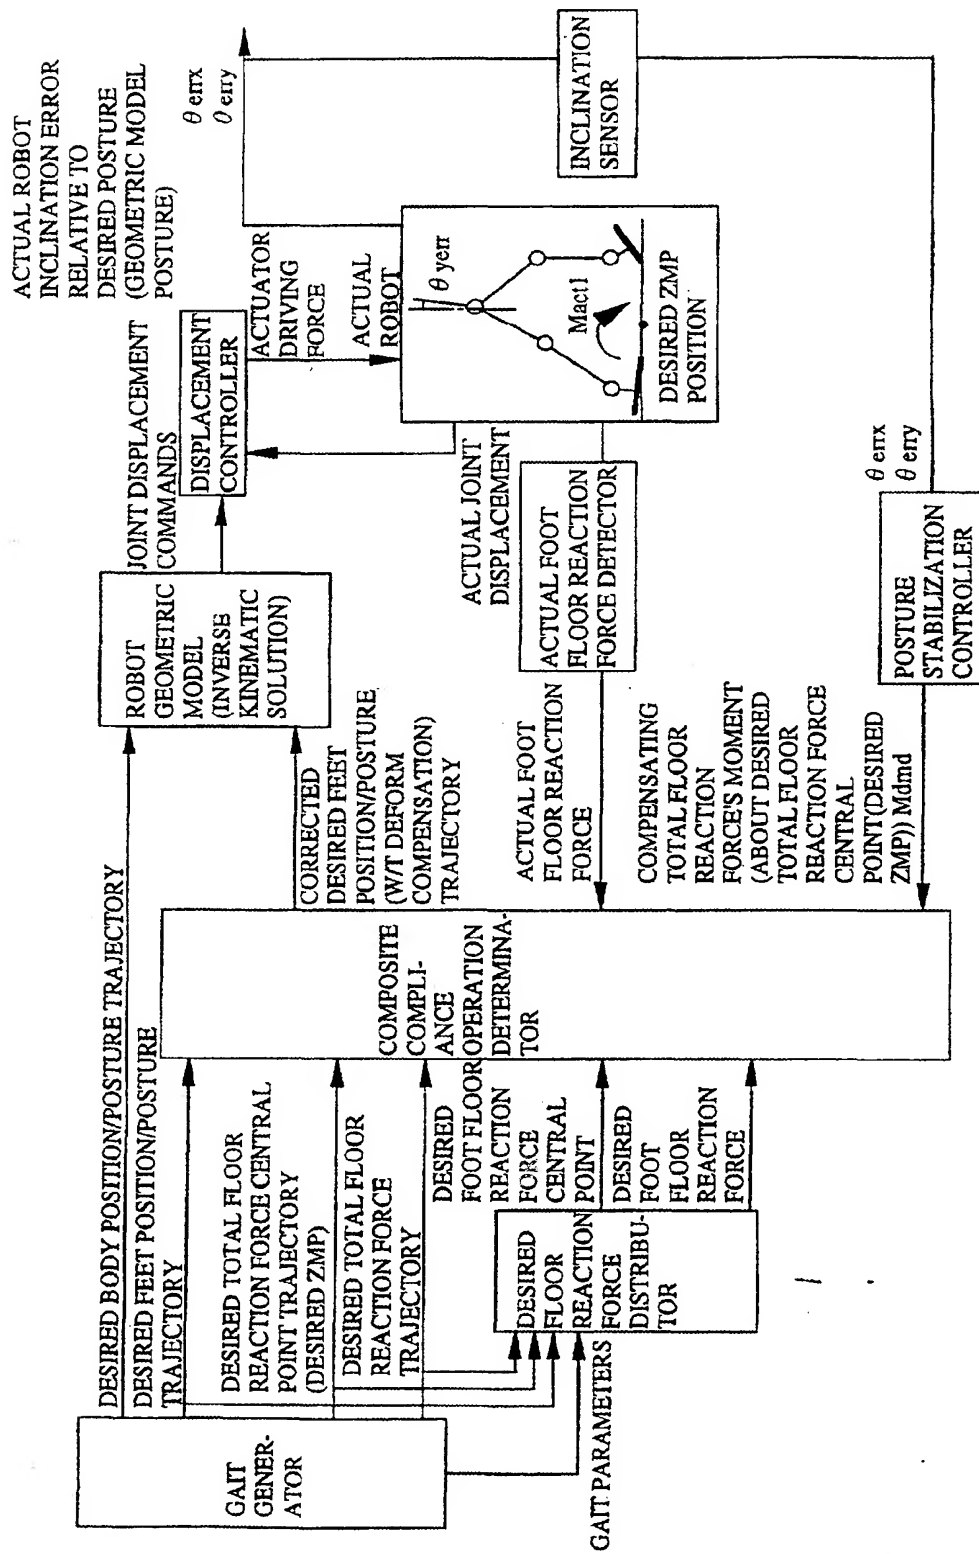 GAIT
GENER-
ATOR
DESIRED BODY POSITION/POSTURE TRAJECTORY
DESIRED FEET POSITION/POSTURE
TRAJECTORY
DESIRED TOTAL FLOOR
REACTION FORCE CENTRAL
POINT TRAJECTORY
(DESIRED ZMP)
DESIRED TOTAL FLOOR
REACTION FORCE
TRAJECTORY
GAIT PARAMETERS
DESIRED
FLOOR
REACTION
FORCE
DISTRIBU-
TOR
DESIRED
FOOT FLOOR
REACTION
FORCE
CENTRAL
POINT
DESIRED
FOOT
FLOOR
REACTION
FORCE
COMPOSITE
COMPLI-
ANCE
OPERATION
DETERMINA-
TOR
CORRECTED
DESIRED FEET
POSITION/POSTURE
(W/T DEFORM
COMPENSATION)
TRAJECTORY
ROBOT
GEOMETRIC
MODEL
(INVERSE
KINEMATIC
SOLUTION)
JOINT DISPLACEMENT
COMMANDS
DISPLACEMENT
CONTROLLER
ACTUATOR
DRIVING
FORCE
ACTUAL
ROBOT
ACTUAL ROBOT
INCLINATION ERROR
RELATIVE TO
DESIRED POSTURE
(GEOMETRIC MODEL
POSTURE)
θ errx
θ erry
θ yerr
Mact1
DESIRED ZMP
POSITION
ACTUAL JOINT
DISPLACEMENT
ACTUAL FOOT
FLOOR REACTION
FORCE DETECTOR
ACTUAL FOOT
FLOOR REACTION
FORCE
INCLINATION
SENSOR
θ errx
θ erry
POSTURE
STABILIZATION
CONTROLLER
COMPENSATING
TOTAL FLOOR
REACTION
FORCE'S MOMENT
(ABOUT DESIRED
TOTAL FLOOR
REACTION FORCE
CENTRAL
POINT(DESIRED
ZMP)) Mdmd